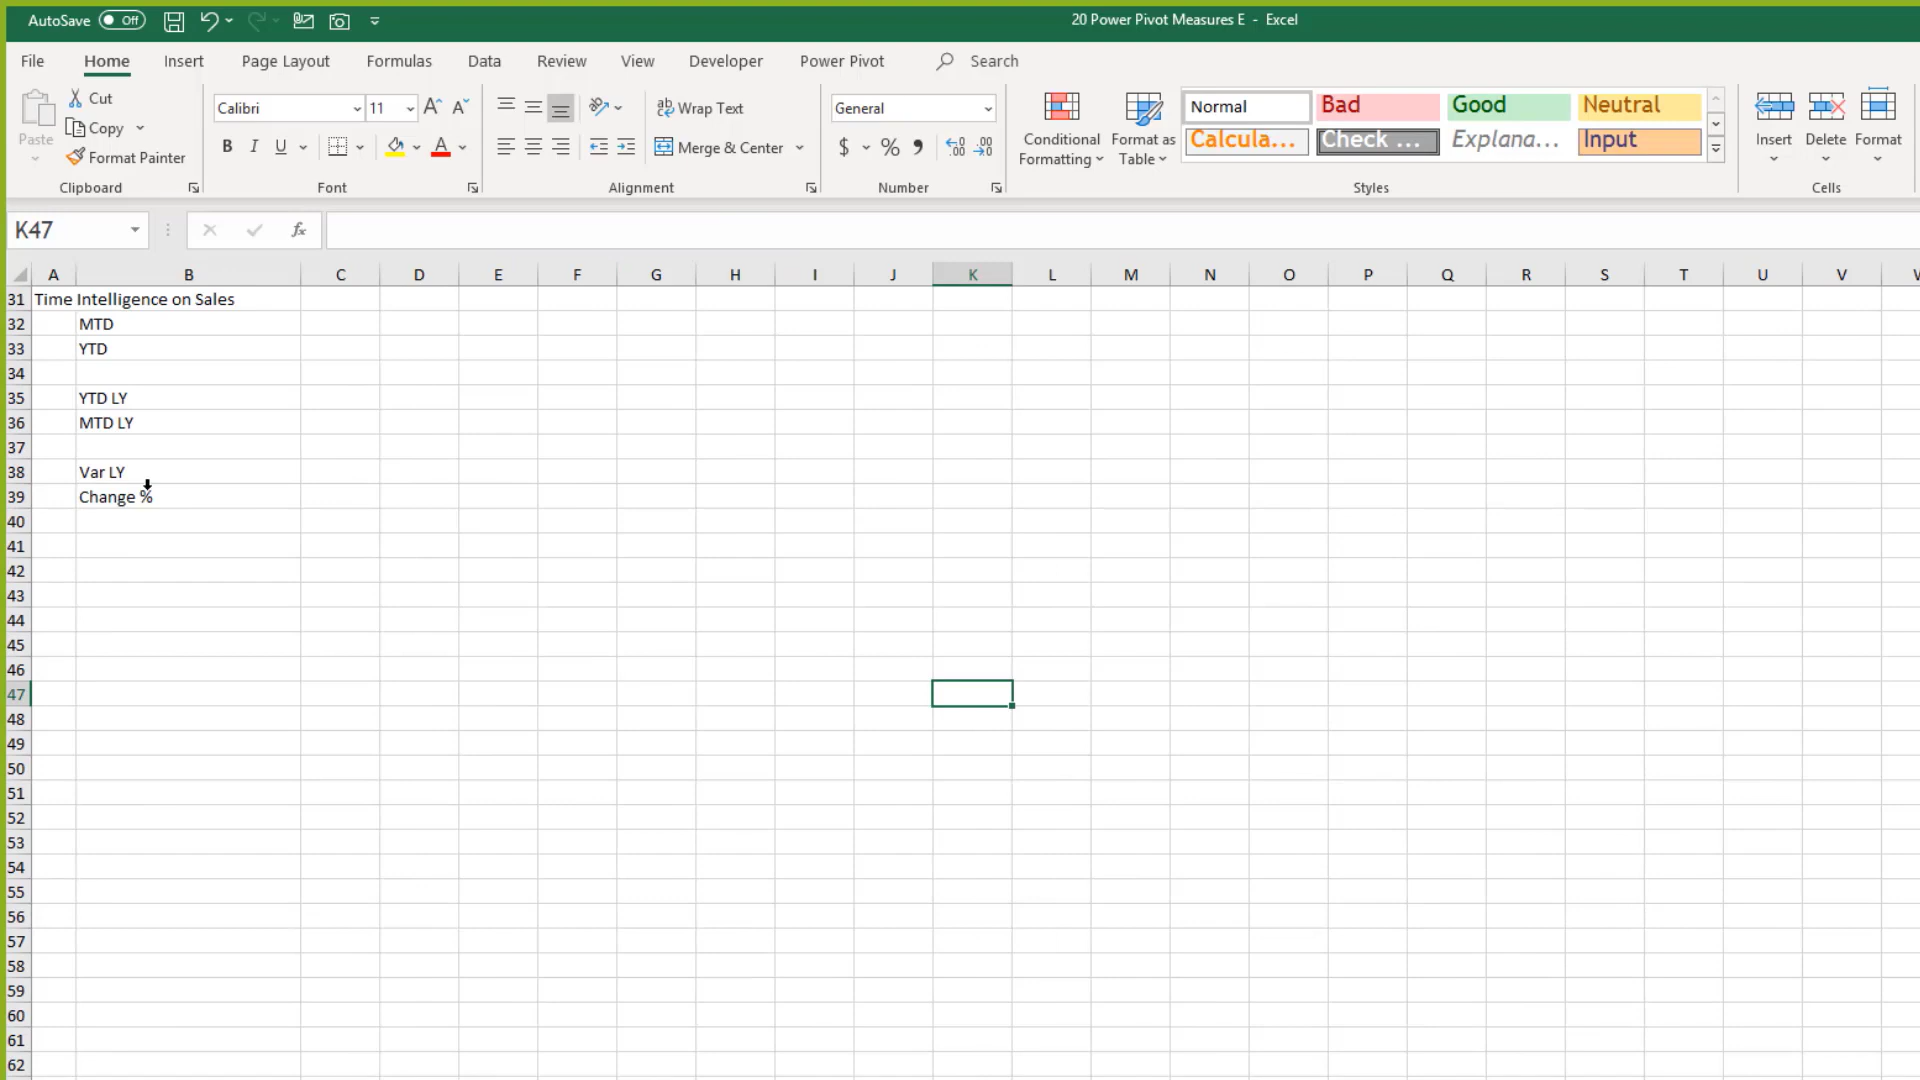 AutoSave Off 20 Power Pivot Measures E - Excel
File Home Insert Page Layout Formulas Data Review View Developer Power Pivot Search
Paste
Cut
Copy
Format Painter
Clipboard
Calibri 11 A A
B I U A
Font
ab Wrap Text
Merge & Center
Alignment
General
$ % 9 .00 .00
Number
Conditional Formatting
Format as Table
Normal Bad Good Neutral
Calcula... Check ... Explana... Input
Styles
Insert Delete Format
Cells
K47 fx
A B C D E F G H I J K L M N O P Q R S T U V
31 Time Intelligence on Sales
32 MTD
33 YTD
34
35 YTD LY
36 MTD LY
37
38 Var LY
39 Change %
40
41
42
43
44
45
46
47
48
49
50
51
52
53
54
55
56
57
58
59
60
61
62